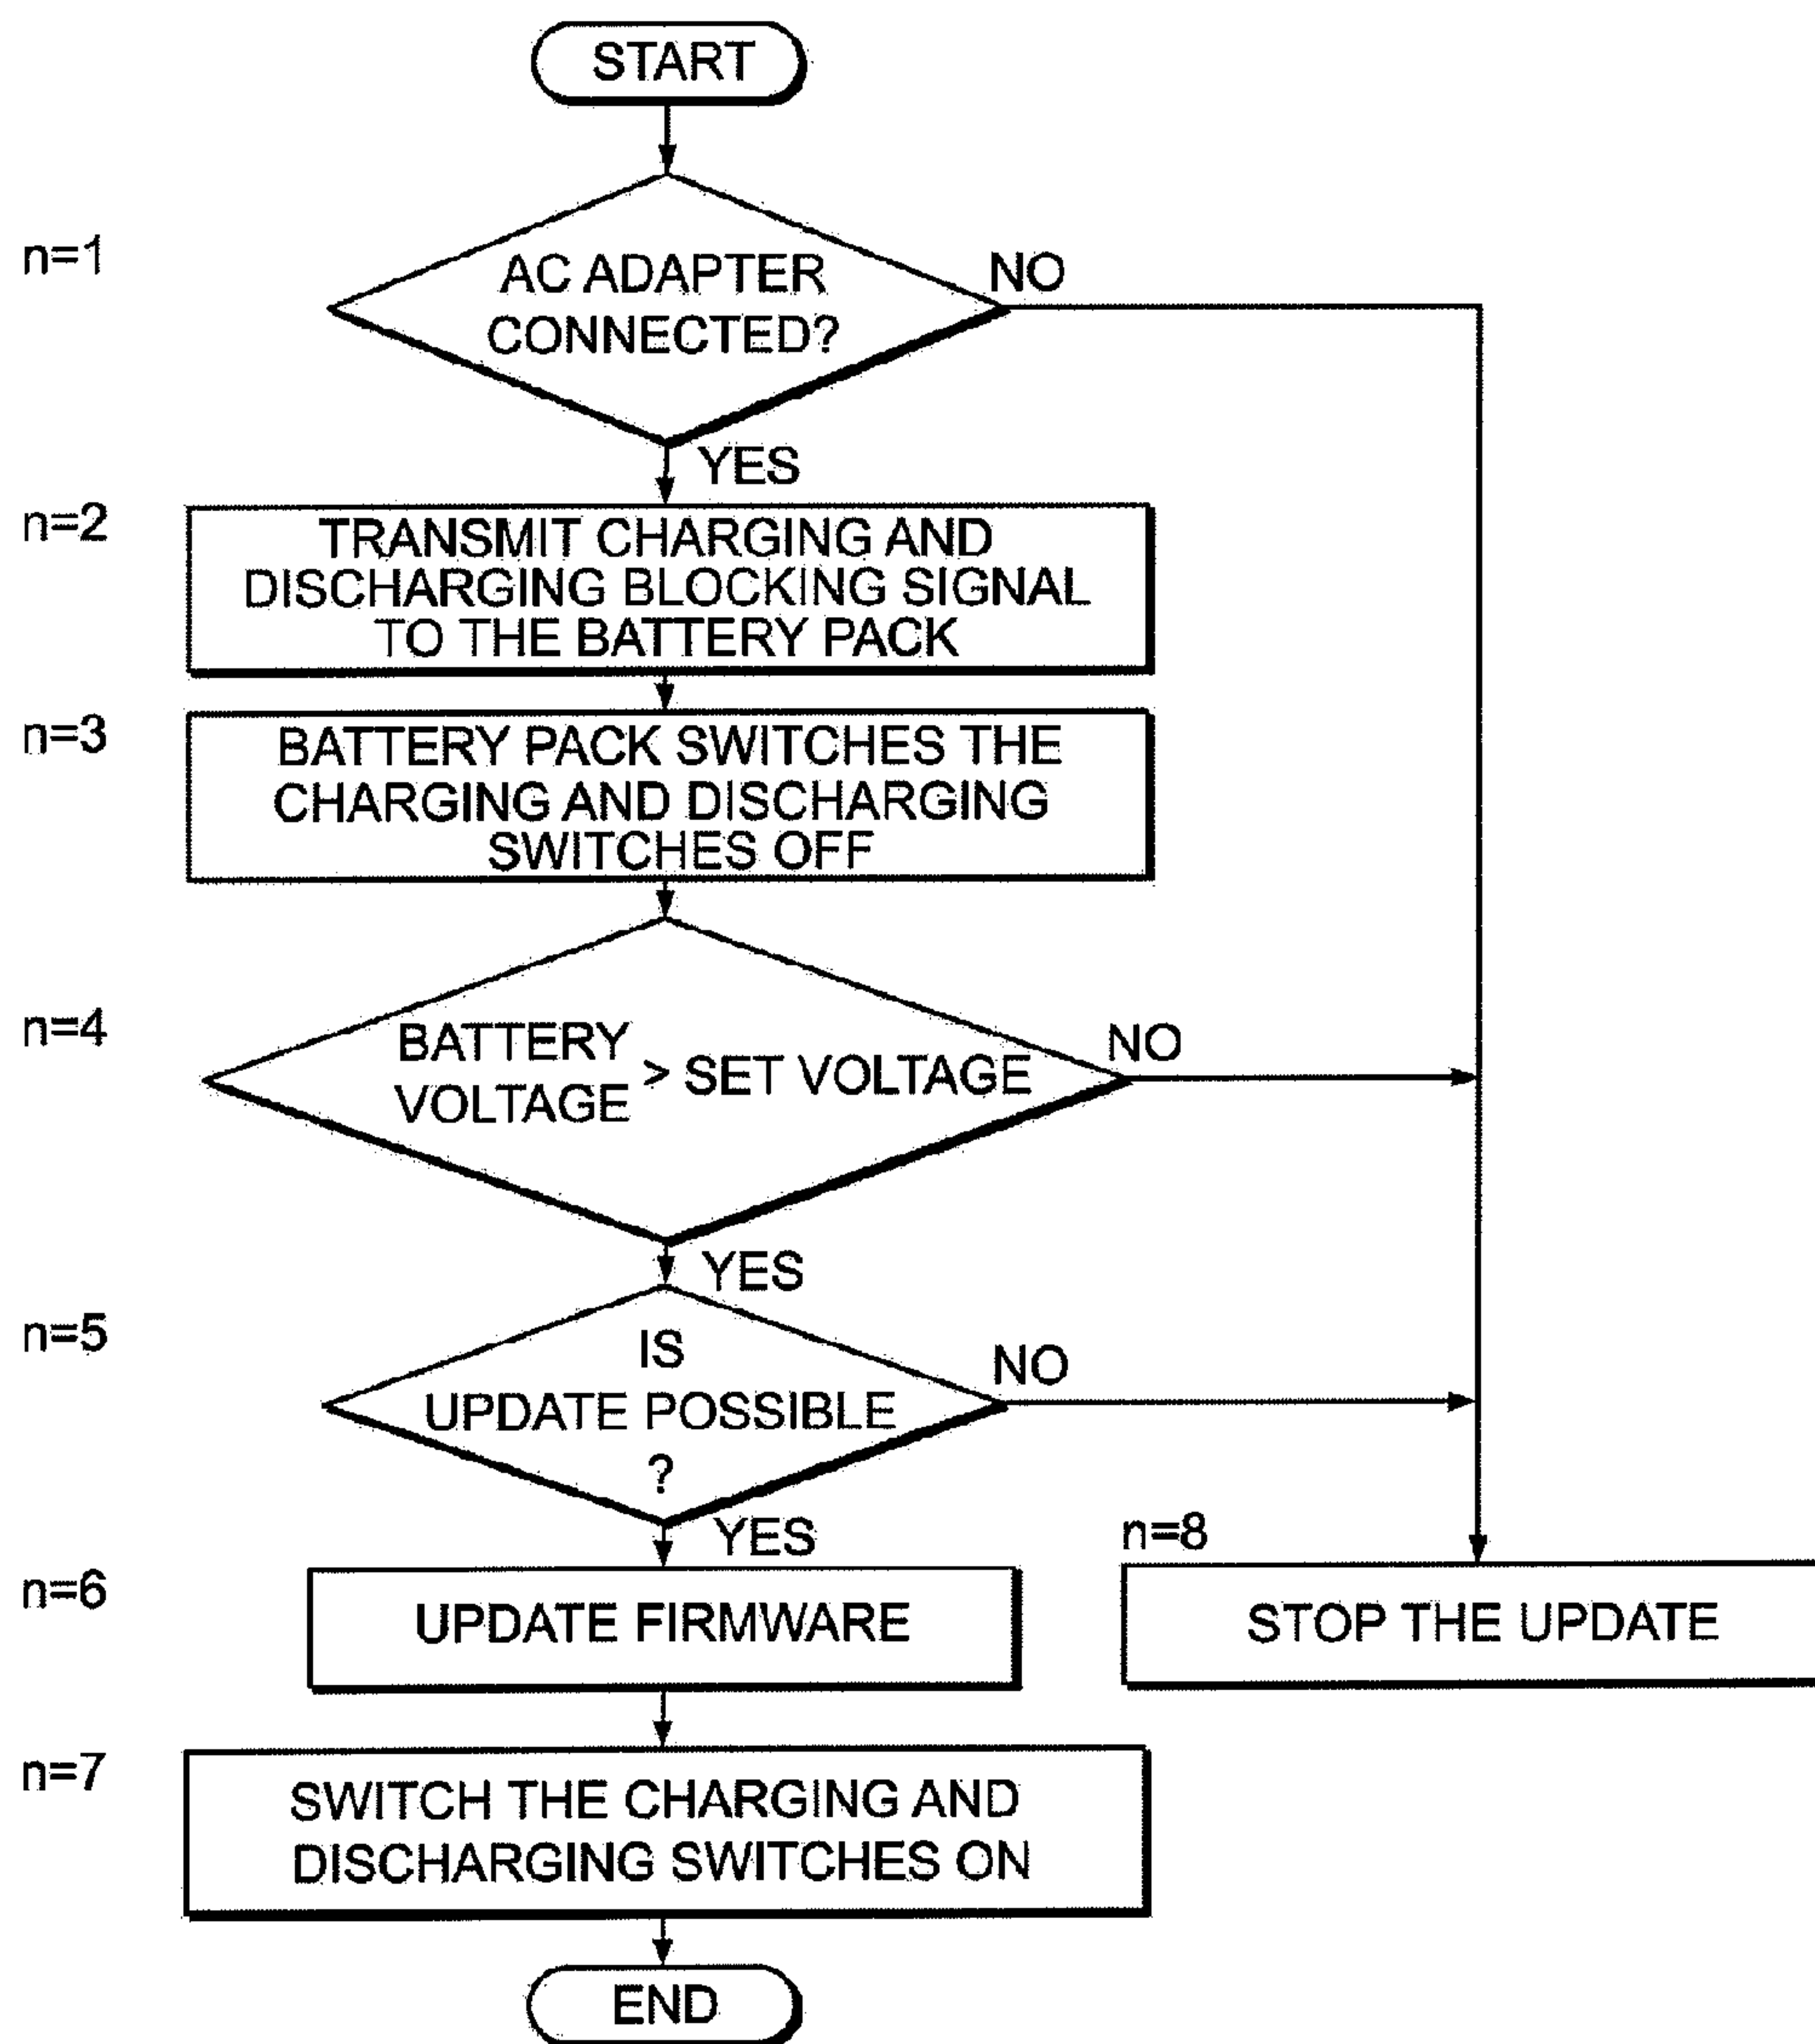 START
n=1
AC ADAPTER
CONNECTED?
NO
YES
n=2
TRANSMIT CHARGING AND
DISCHARGING BLOCKING SIGNAL
TO THE BATTERY PACK
n=3
BATTERY PACK SWITCHES THE
CHARGING AND DISCHARGING
SWITCHES OFF
n=4
BATTERY
VOLTAGE
> SET VOLTAGE
NO
YES
n=5
IS
UPDATE POSSIBLE
?
NO
YES
n=6
UPDATE FIRMWARE
n=8
STOP THE UPDATE
n=7
SWITCH THE CHARGING AND
DISCHARGING SWITCHES ON
END